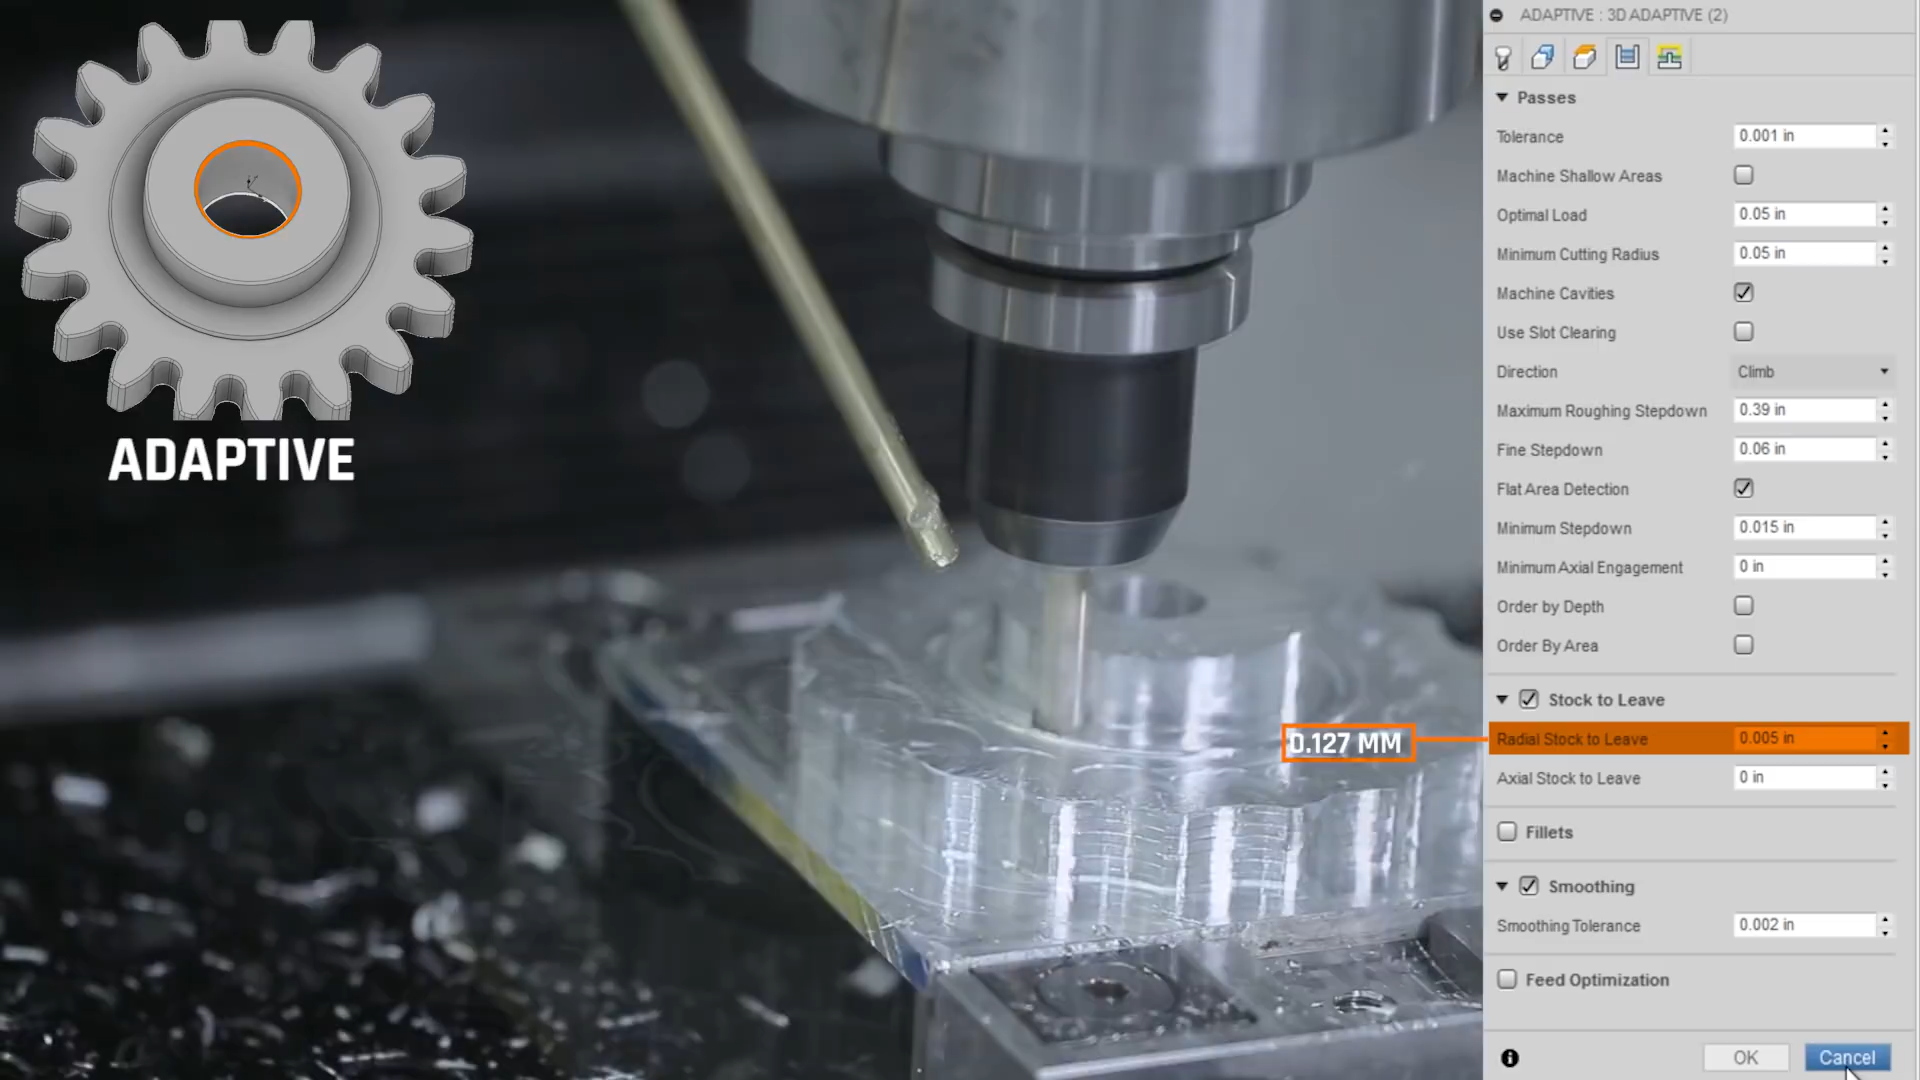 ADAPTIVE
0.127 MM
ADAPTIVE : 3D ADAPTIVE (2)
Passes
Tolerance 0.001 in
Machine Shallow Areas
Optimal Load 0.05 in
Minimum Cutting Radius 0.05 in
Machine Cavities
Use Slot Clearing
Direction Climb
Maximum Roughing Stepdown 0.39 in
Fine Stepdown 0.06 in
Flat Area Detection
Minimum Stepdown 0.015 in
Minimum Axial Engagement 0 in
Order by Depth
Order By Area
Stock to Leave
Radial Stock to Leave 0.005 in
Axial Stock to Leave 0 in
Fillets
Smoothing
Smoothing Tolerance 0.002 in
Feed Optimization
OK Cancel